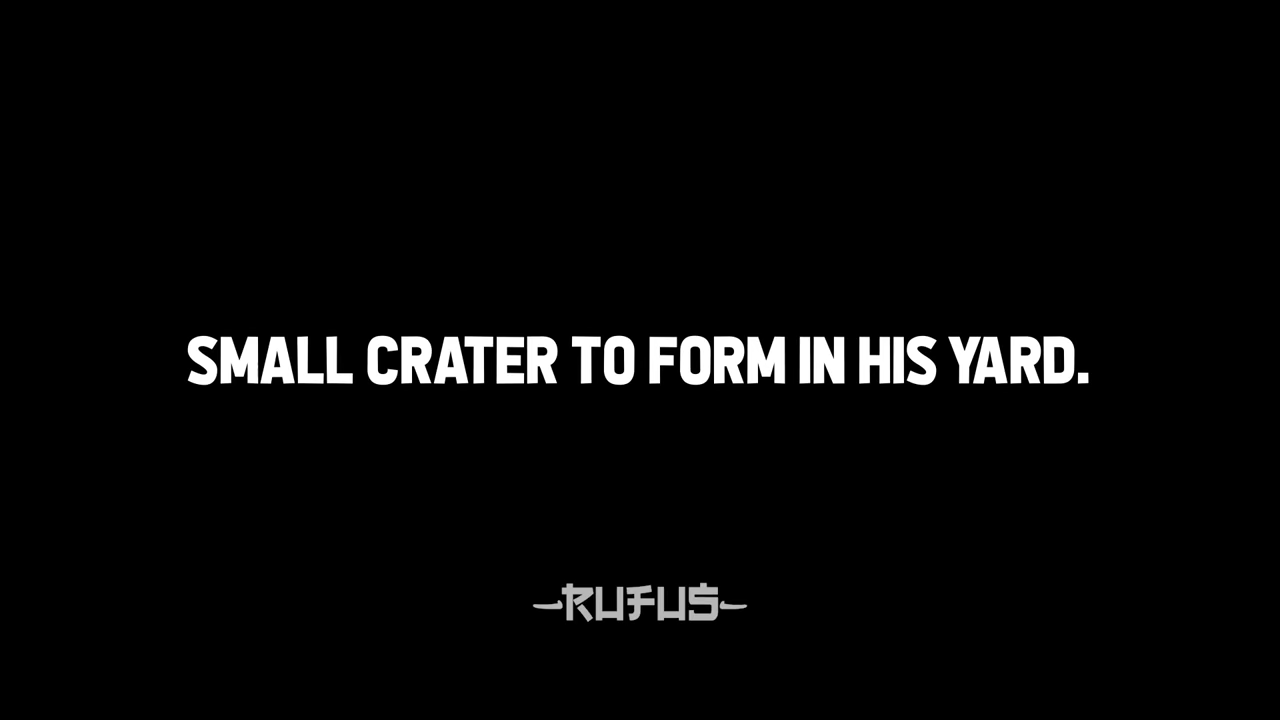 SMALL CRATER TO FORM IN HIS YARD.
-RUFUS-